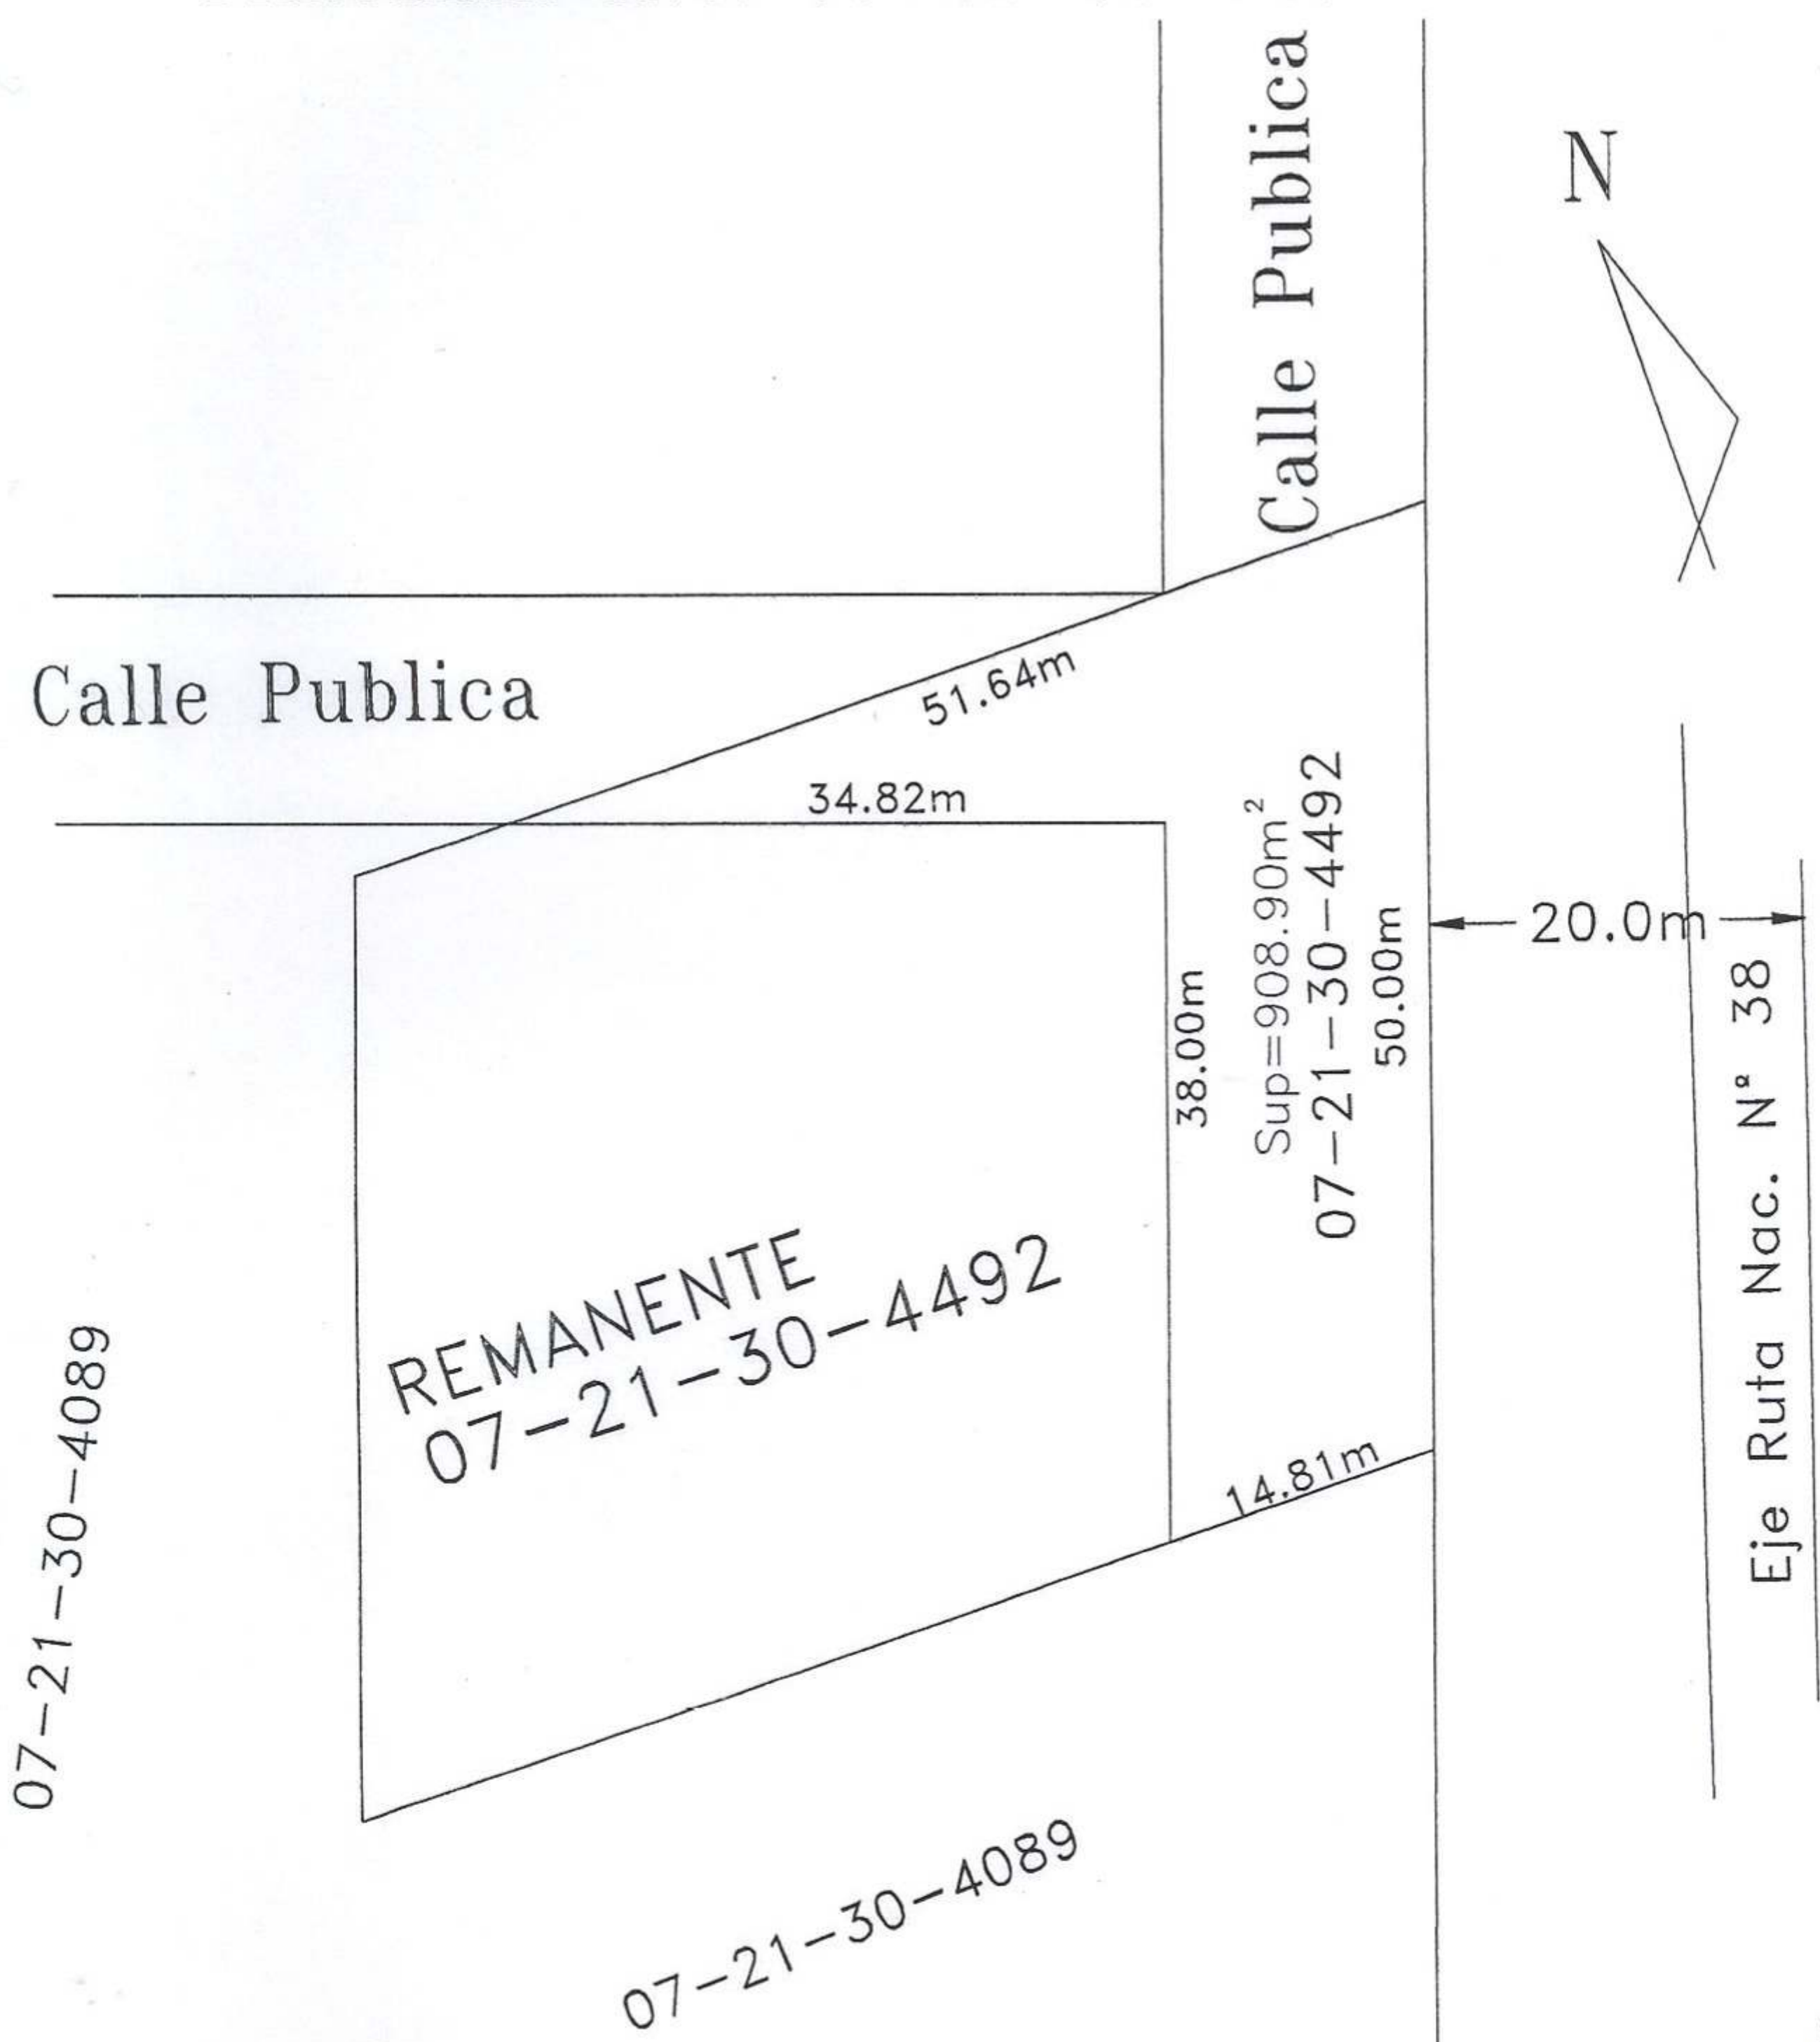 Calle Publica
N
Calle Publica
51.64m
34.82m
Sup=908.90m²
07-21-30-4492
50.00m
38.00m
20.0m
Eje Ruta Nac. Nº 38
REMANENTE
07-21-30-4492
14.81m
07-21-30-4089
07-21-30-4089